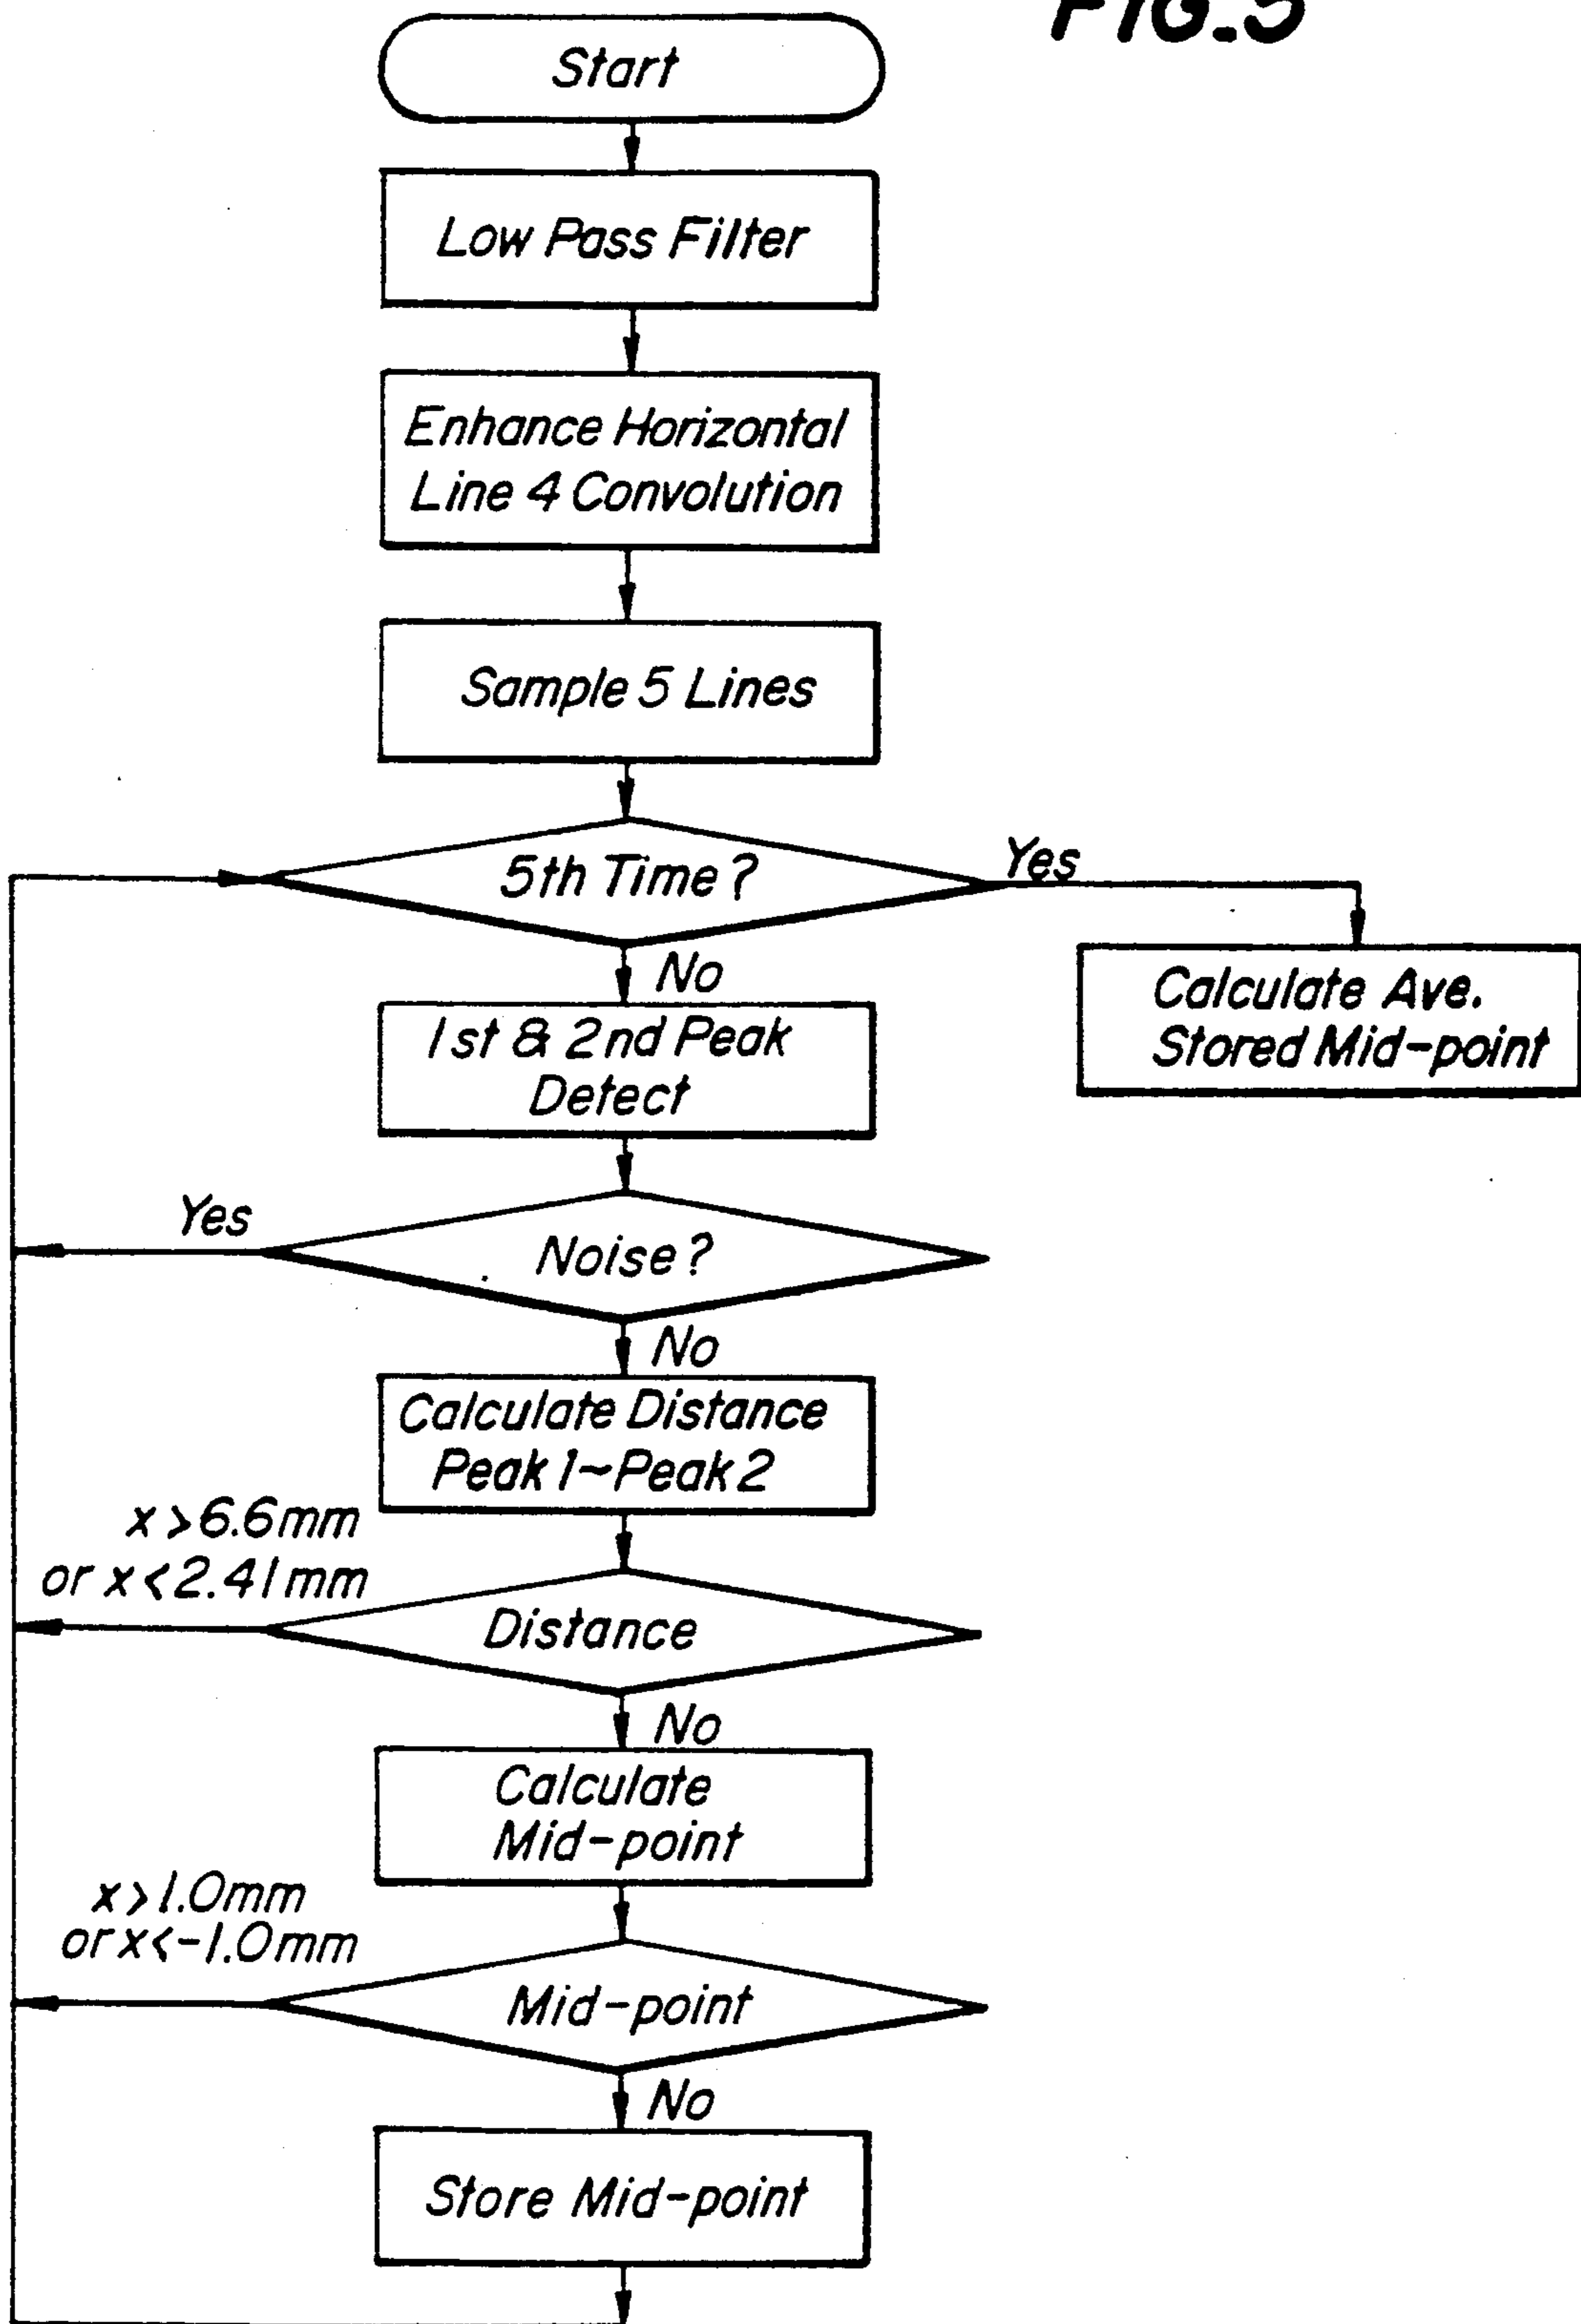 FIG.5
Start
Low Pass Filter
Enhance Horizontal
Line 4 Convolution
Sample 5 Lines
5th Time?
Yes
No
Calculate Ave.
Stored Mid-point
1st & 2nd Peak
Detect
Yes
Noise?
No
Calculate Distance
Peak 1~Peak 2
x>6.6mm
or x<2.41mm
Distance
No
Calculate
Mid-point
x>1.0mm
or x<-1.0mm
Mid-point
No
Store Mid-point